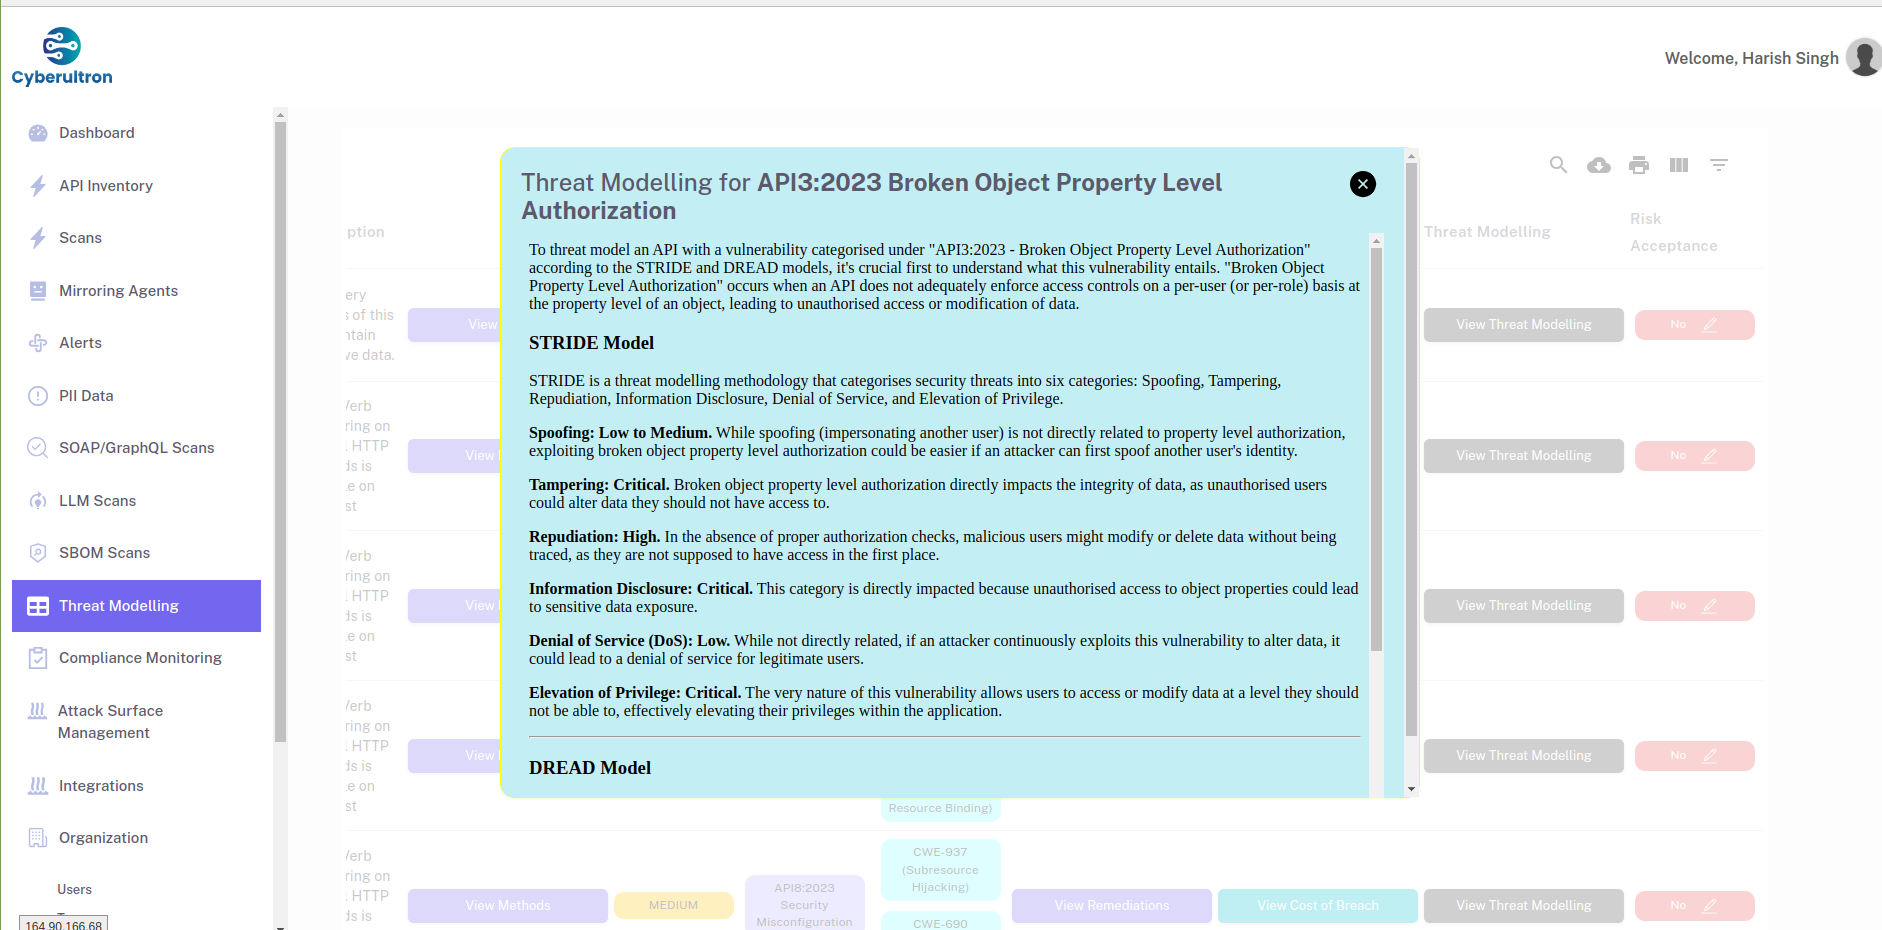 Cyberultron
Welcome, Harish Singh
Dashboard
API Inventory
Scans
Mirroring Agents
Alerts
PII Data
SOAP/GraphQL Scans
LLM Scans
SBOM Scans
Threat Modelling
Compliance Monitoring
Attack Surface
Management
Integrations
Organization
Users
164.90.166.68
Threat Modelling for API3:2023 Broken Object Property Level
Authorization
To threat model an API with a vulnerability categorised under "API3:2023 - Broken Object Property Level Authorization"
according to the STRIDE and DREAD models, it's crucial first to understand what this vulnerability entails. "Broken Object
Property Level Authorization" occurs when an API does not adequately enforce access controls on a per-user (or per-role) basis at
the property level of an object, leading to unauthorised access or modification of data.
STRIDE Model
STRIDE is a threat modelling methodology that categorises security threats into six categories: Spoofing, Tampering,
Repudiation, Information Disclosure, Denial of Service, and Elevation of Privilege.
Spoofing: Low to Medium. While spoofing (impersonating another user) is not directly related to property level authorization,
exploiting broken object property level authorization could be easier if an attacker can first spoof another user's identity.
Tampering: Critical. Broken object property level authorization directly impacts the integrity of data, as unauthorised users
could alter data they should not have access to.
Repudiation: High. In the absence of proper authorization checks, malicious users might modify or delete data without being
traced, as they are not supposed to have access in the first place.
Information Disclosure: Critical. This category is directly impacted because unauthorised access to object properties could lead
to sensitive data exposure.
Denial of Service (DoS): Low. While not directly related, if an attacker continuously exploits this vulnerability to alter data, it
could lead to a denial of service for legitimate users.
Elevation of Privilege: Critical. The very nature of this vulnerability allows users to access or modify data at a level they should
not be able to, effectively elevating their privileges within the application.
DREAD Model
ption
Threat Modelling
Risk
Acceptance
ery
s of this
ntain
ve data.
View
View Threat Modelling
No
Verb
ring on
HTTP
ds is
e on
st
View
View Threat Modelling
No
Verb
ring on
HTTP
ds is
e on
st
View
View Threat Modelling
No
Verb
ring on
HTTP
ds is
e on
st
View
Resource Binding)
View Threat Modelling
No
Verb
ring on
HTTP
ds is
View Methods
MEDIUM
API8:2023
Security
Misconfiguration
CWE-937
(Subresource
Hijacking)
CWE-690
View Remediations
View Cost of Breach
View Threat Modelling
No